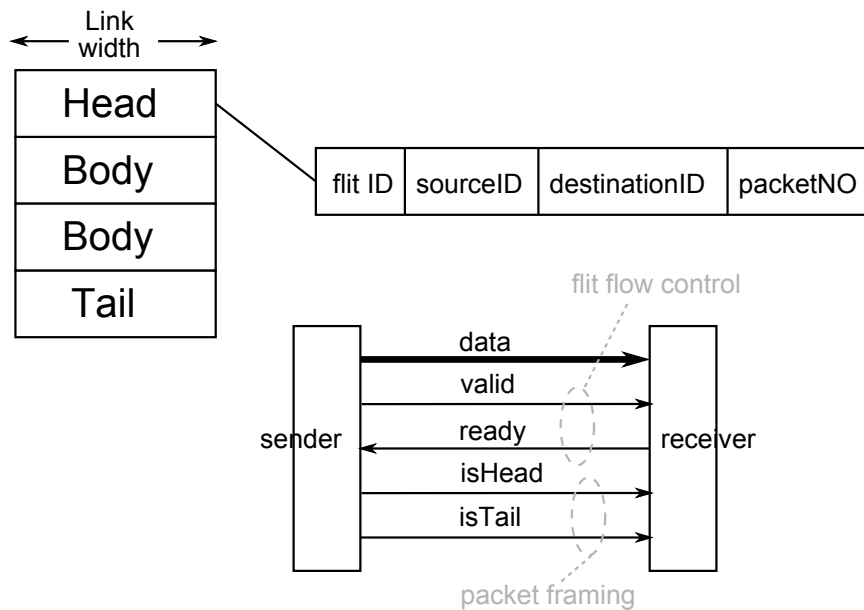 Link
width
Head
Body
Body
Tail
flit ID sourceID destinationID packetNO
flit flow control
data
valid
sender ready receiver
isHead
isTail
packet framing